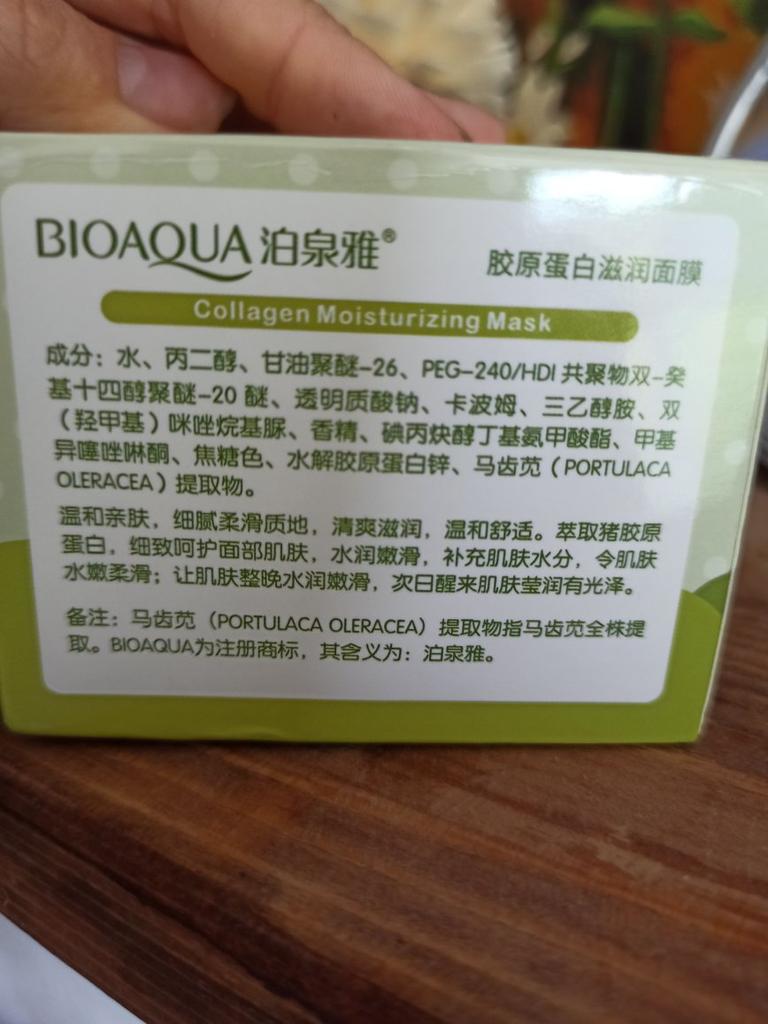 BIOAQUA 泊泉雅®
胶原蛋白滋润面膜
Collagen Moisturizing Mask
成分：水、丙二醇、甘油聚醚-26、PEG-240/HDI 共聚物双-癸
基十四醇聚醚-20 醚、透明质酸钠、卡波姆、三乙醇胺、双
（羟甲基）咪唑烷基脲、香精、碘丙炔醇丁基氨甲酸酯、甲基
异噻唑啉酮、焦糖色、水解胶原蛋白锌、马齿苋（PORTULACA
OLERACEA）提取物。
温和亲肤，细腻柔滑质地，清爽滋润，温和舒适。萃取猪胶原
蛋白，细致呵护面部肌肤，水润嫩滑，补充肌肤水分，令肌肤
水嫩柔滑；让肌肤整晚水润嫩滑，次日醒来肌肤莹润有光泽。
备注：马齿苋（PORTULACA OLERACEA）提取物指马齿苋全株提
取。BIOAQUA为注册商标，其含义为：泊泉雅。